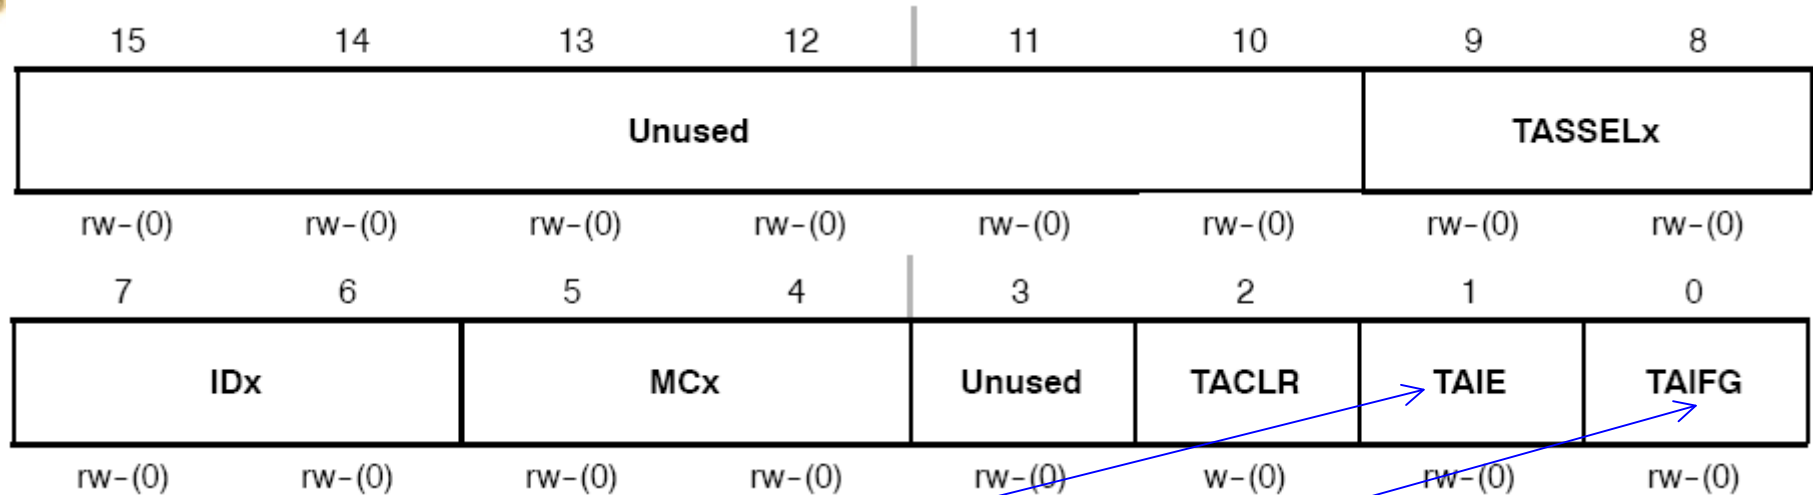 15 14 13 12 11 10 9 8
Unused TASSELx
rw-(0) rw-(0) rw-(0) rw-(0) rw-(0) rw-(0) rw-(0) rw-(0)
7 6 5 4 3 2 1 0
IDx MCx Unused TACLR TAIE TAIFG
rw-(0) rw-(0) rw-(0) rw-(0) rw-(0) w-(0) rw-(0) rw-(0)